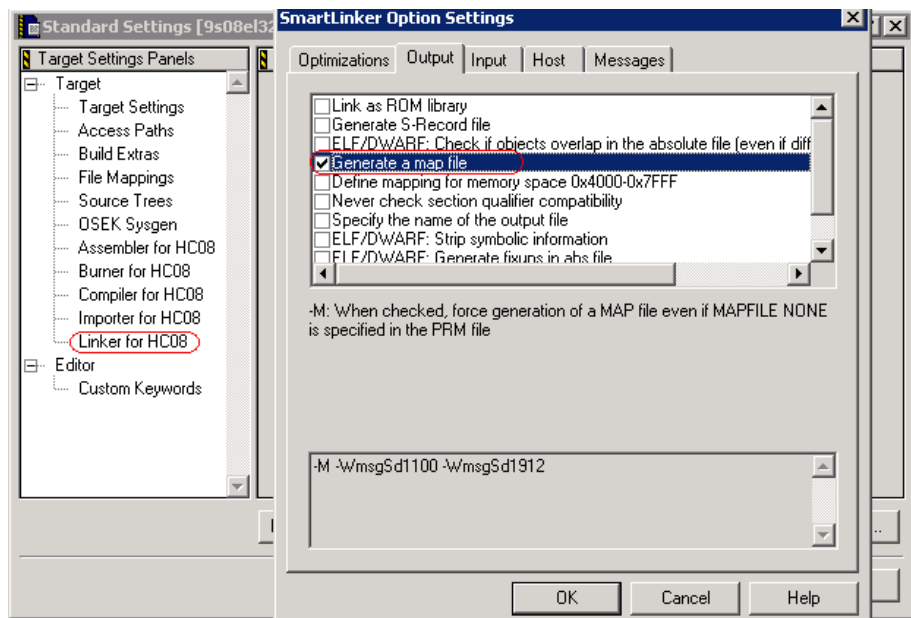 Standard Settings [9s08el32
Target Settings Panels
Target
Target Settings
Access Paths
Build Extras
File Mappings
Source Trees
OSEK Sysgen
Assembler for HC08
Burner for HC08
Compiler for HC08
Importer for HC08
Linker for HC08
Editor
Custom Keywords
SmartLinker Option Settings
Optimizations Output Input Host Messages
Link as ROM library
Generate S-Record file
ELF/DWARF: Check if objects overlap in the absolute file (even if diff
Generate a map file
Define mapping for memory space 0x4000-0x7FFF
Never check section qualifier compatibility
Specify the name of the output file
ELF/DWARF: Strip symbolic information
ELF/DWARF: Generate fixups in abs file
-M: When checked, force generation of a MAP file even if MAPFILE NONE
is specified in the PRM file
-M -WmsgSd1100 -WmsgSd1912
..
OK Cancel Help